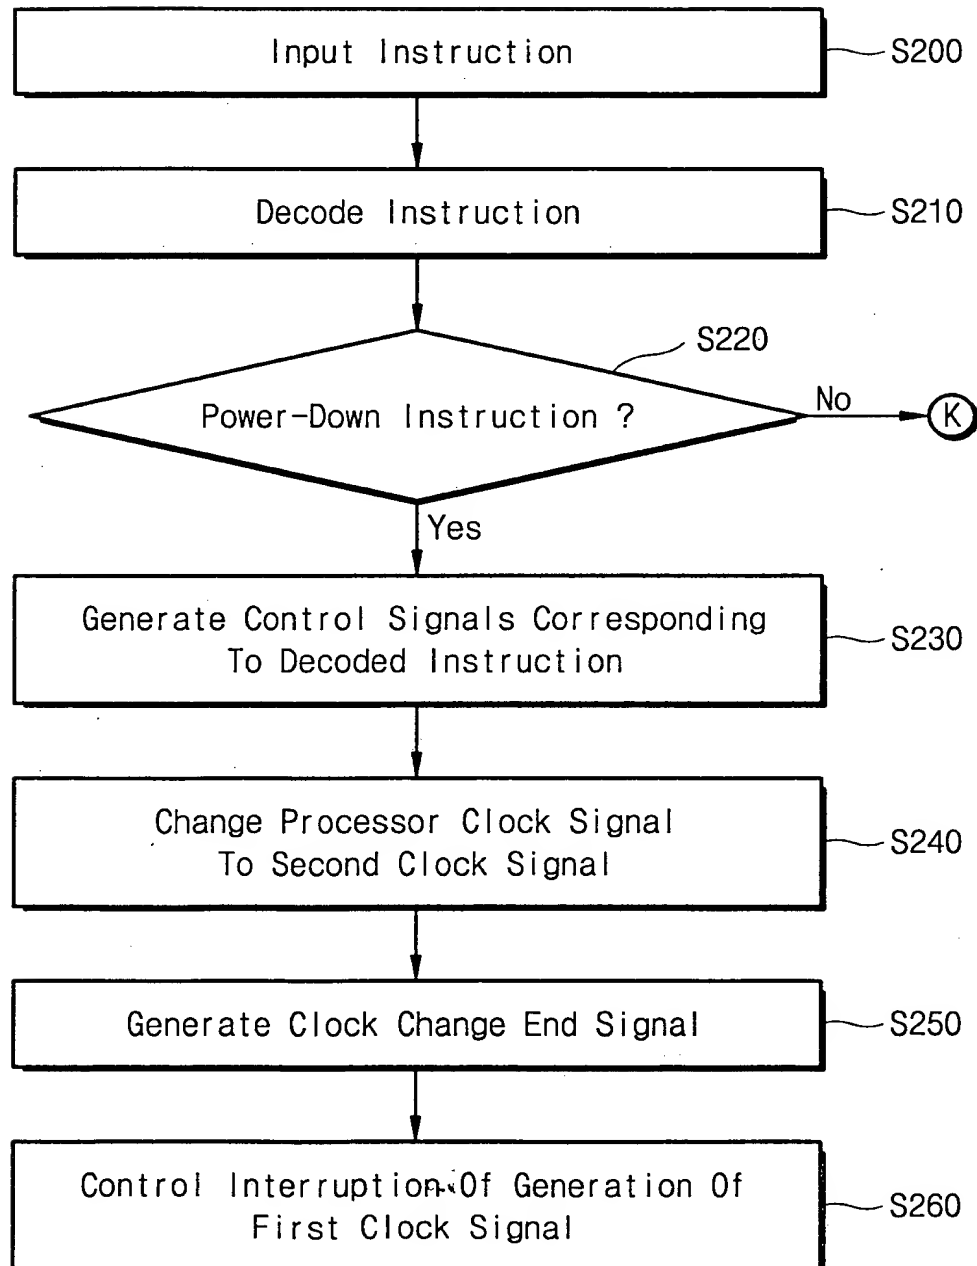 Input Instruction
S200
Decode Instruction
S210
S220
Power-Down Instruction ?
No
K
Yes
Generate Control Signals Corresponding
To Decoded Instruction
S230
Change Processor Clock Signal
To Second Clock Signal
S240
Generate Clock Change End Signal
S250
Control Interruption Of Generation Of
First Clock Signal
S260